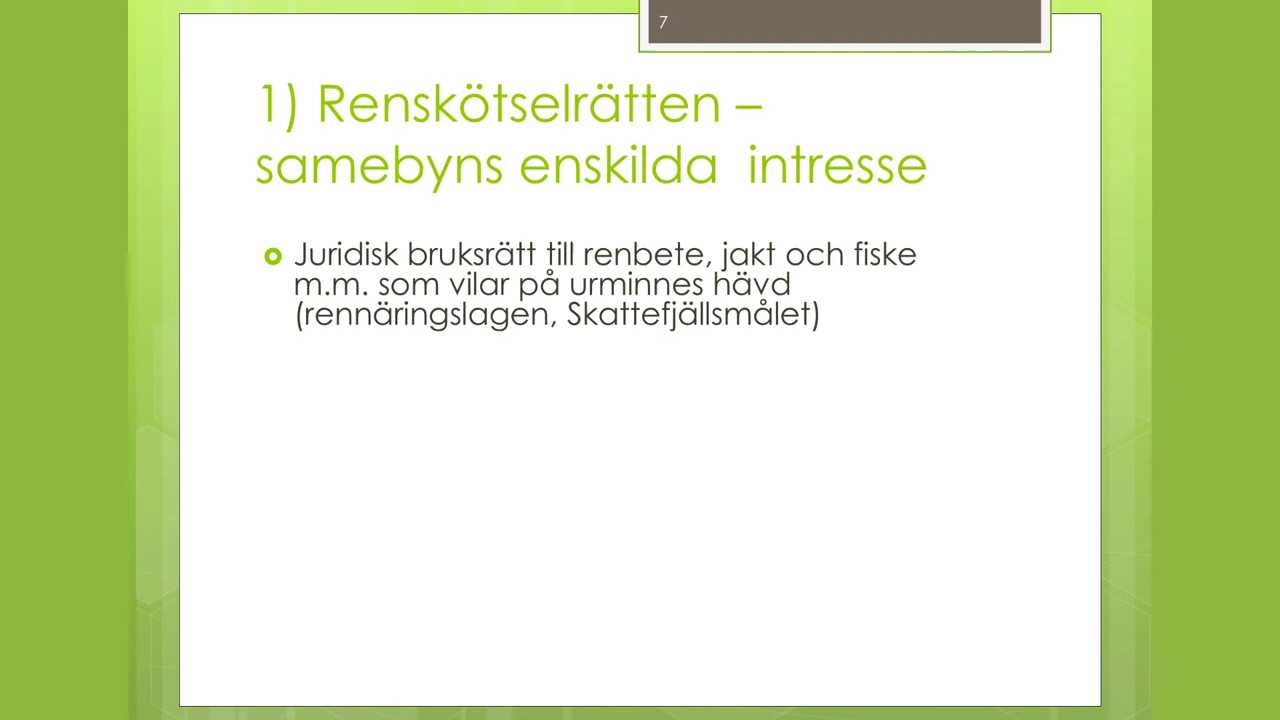 7
1) Renskötselrätten –
samebyns enskilda  intresse
Juridisk bruksrätt till renbete, jakt och fiske
m.m. som vilar på urminnes hävd
(rennäringslagen, Skattefjällsmålet)